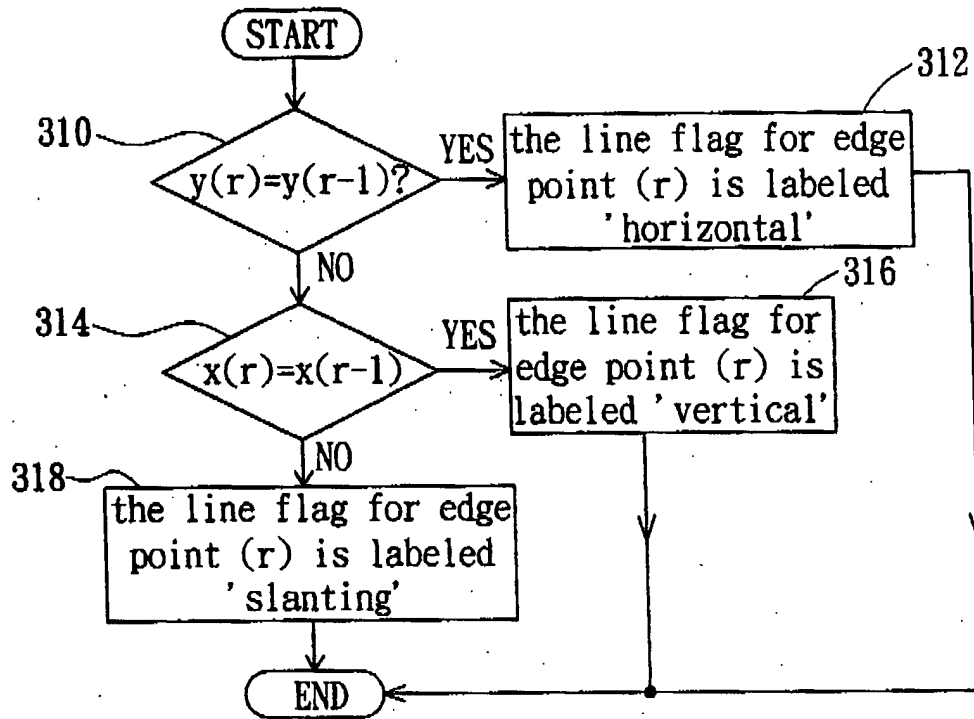 START
310
y(r)=y(r-1)?
YES
312
the line flag for edge
point (r) is labeled
'horizontal'
NO
314
x(r)=x(r-1)
YES
316
the line flag for
edge point (r) is
labeled 'vertical'
NO
318
the line flag for edge
point (r) is labeled
'slanting'
END